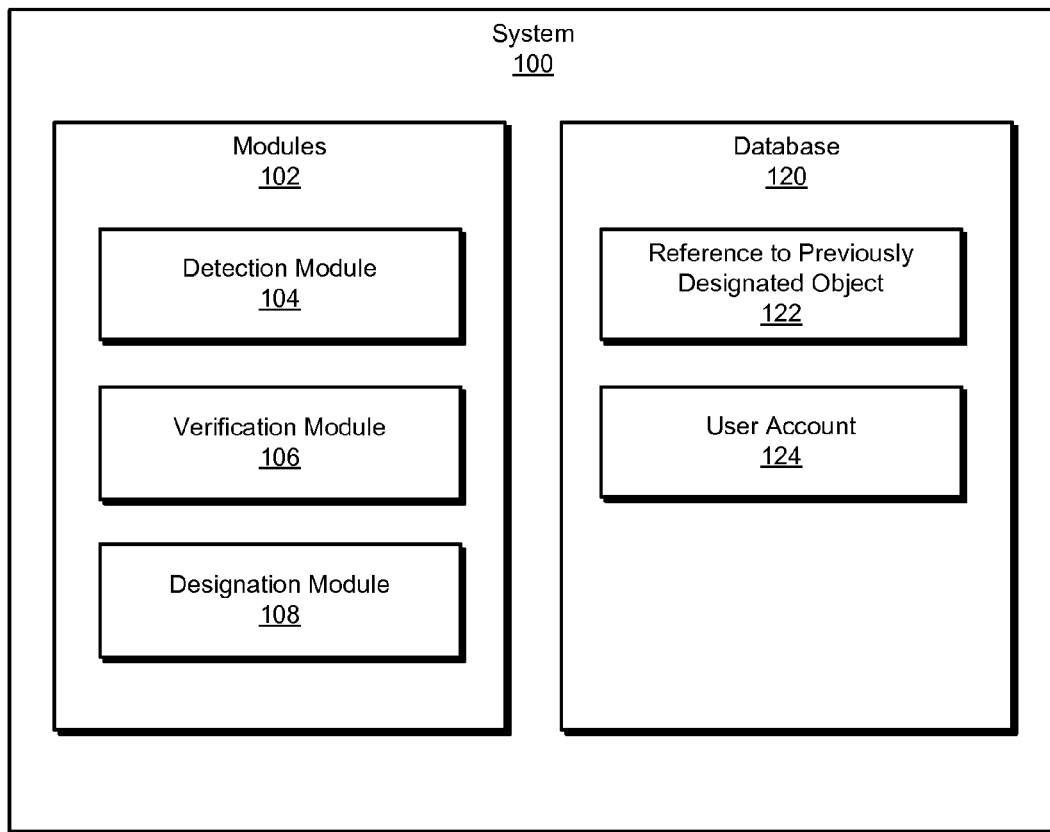 System
100
Modules
102
Detection Module
104
Verification Module
106
Designation Module
108
Database
120
Reference to Previously
Designated Object
122
User Account
124